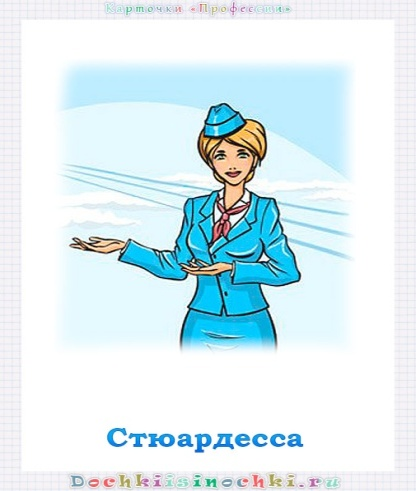 Карточки «Профессии»
Стюардесса
Dochkiisinochki.ru